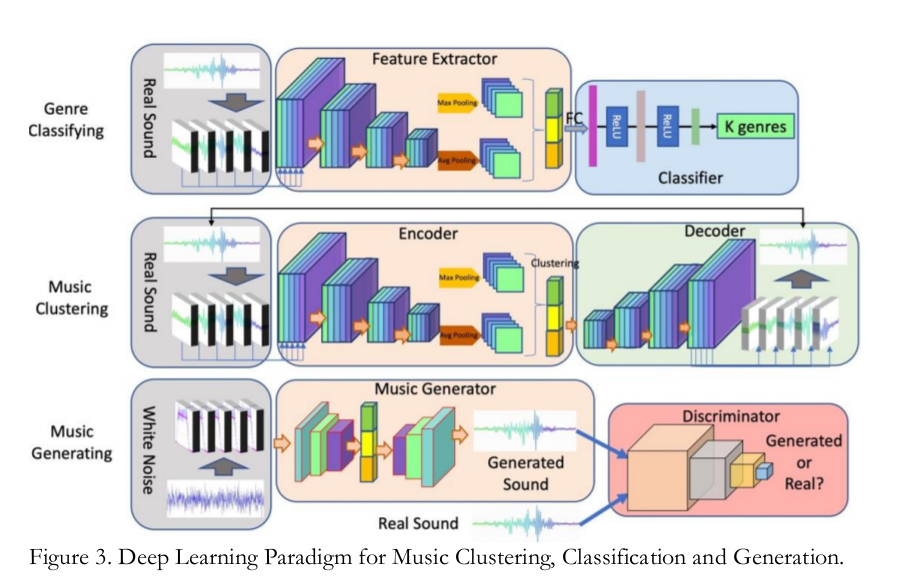 Genre
Classifying
Real Sound
Feature Extractor
Max Pooling
Avg Pooling
FC
ReLU
ReLU
K genres
Classifier
Music
Clustering
Real Sound
Encoder
Max Pooling
Avg Pooling
Clustering
Decoder
Music
Generating
White Noise
Music Generator
Generated
Sound
Real Sound
Discriminator
Generated
or
Real?
Figure 3. Deep Learning Paradigm for Music Clustering, Classification and Generation.